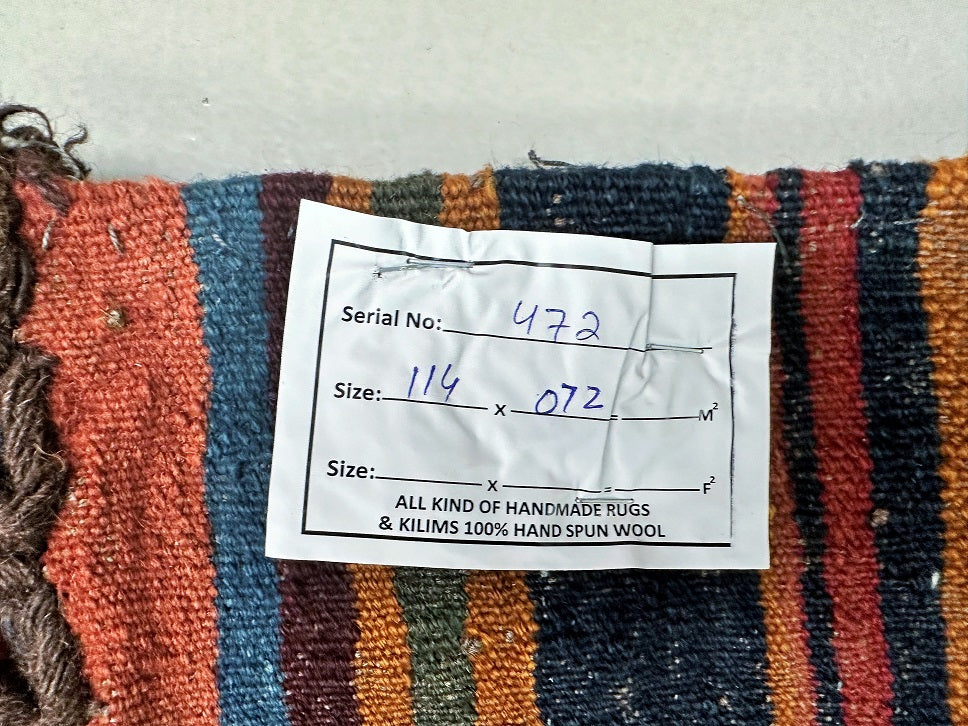 Serial No: 472
Size: 114 x 072 = M²
Size: x = F²
ALL KIND OF HANDMADE RUGS
& KILIMS 100% HAND SPUN WOOL